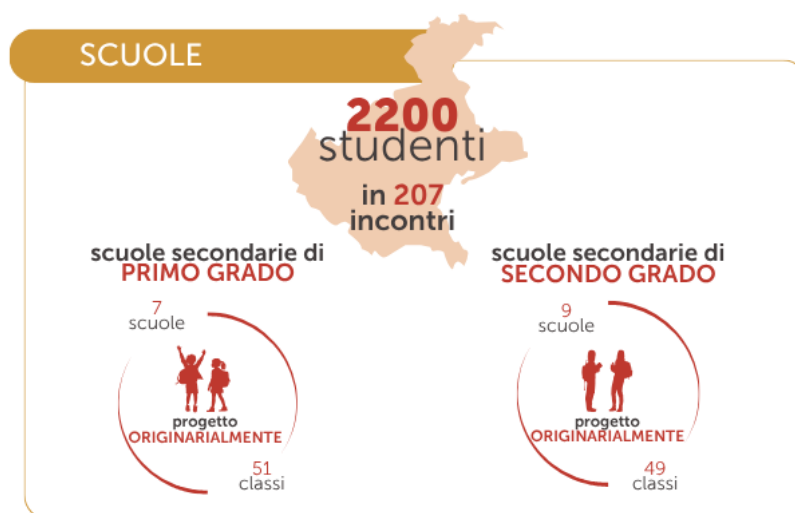 SCUOLE
2200
studenti
in 207
incontri
scuole secondarie di
PRIMO GRADO
7
scuole
progetto
ORIGINARIALMENTE
51
classi
scuole secondarie di
SECONDO GRADO
9
scuole
progetto
ORIGINARIALMENTE
49
classi